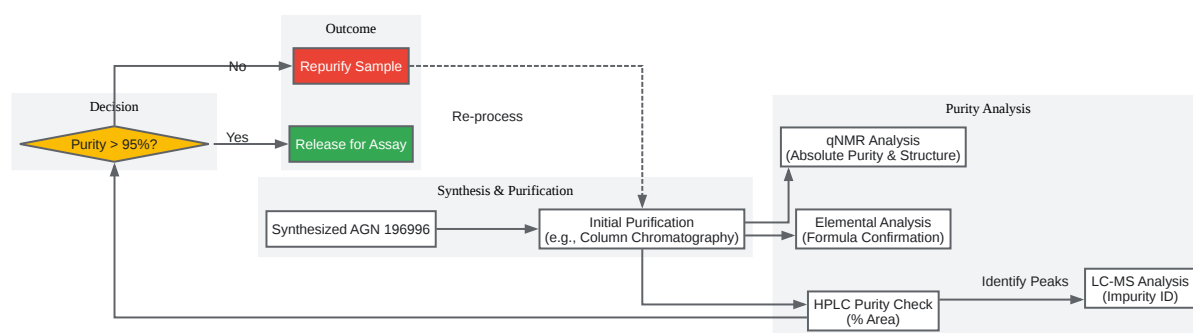 Outcome
No
Repurify Sample
Decision
Purity > 95%?
Yes
Release for Assay
Re-process
Synthesis & Purification
Synthesized AGN 196996
Initial Purification
(e.g., Column Chromatography)
Purity Analysis
qNMR Analysis
(Absolute Purity & Structure)
Elemental Analysis
(Formula Confirmation)
HPLC Purity Check
(% Area)
Identify Peaks
LC-MS Analysis
(Impurity ID)